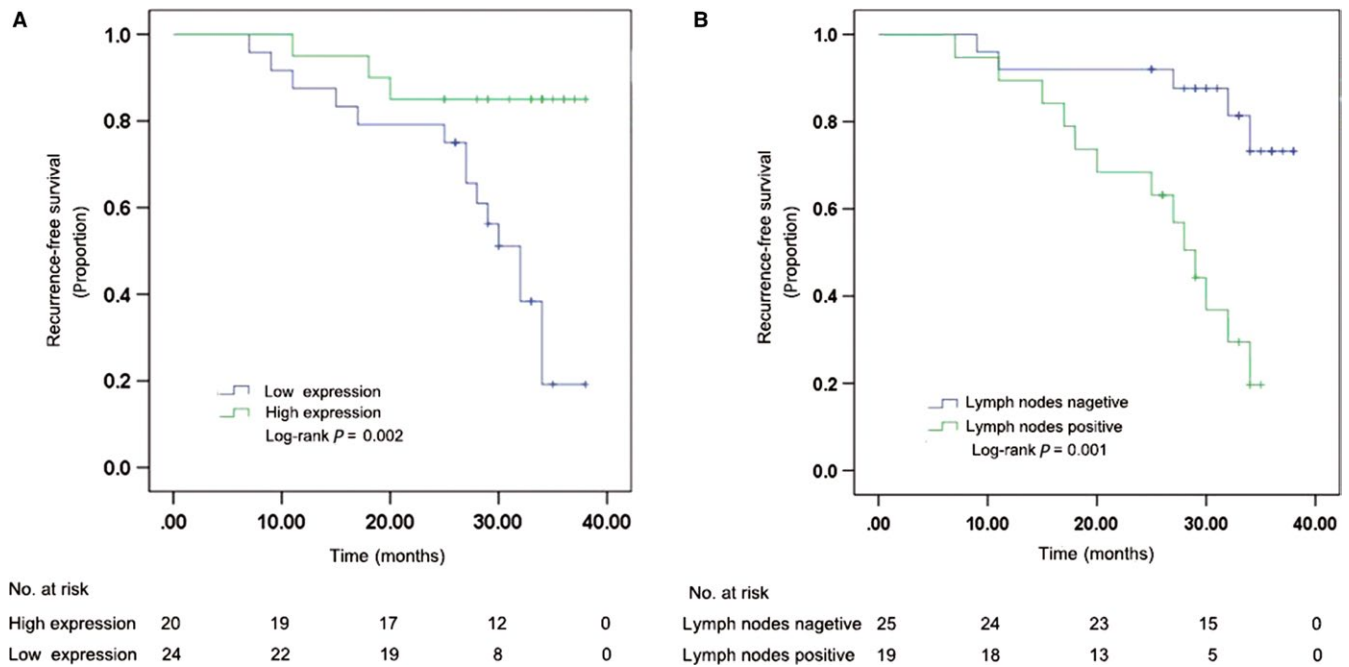 A
1.0
0.8
0.6
0.4
0.2
0.0
Recurrence-free survival
(Proportion)
Low expression
High expression
Log-rank P = 0.002
.00 10.00 20.00 30.00 40.00
Time (months)
No. at risk
High expression 20 19 17 12 0
Low expression 24 22 19 8 0
B
1.0
0.8
0.6
0.4
0.2
0.0
Recurrence-free survival
(Proportion)
Lymph nodes nagetive
Lymph nodes positive
Log-rank P = 0.001
.00 10.00 20.00 30.00 40.00
Time (months)
No. at risk
Lymph nodes nagetive 25 24 23 15 0
Lymph nodes positive 19 18 13 5 0